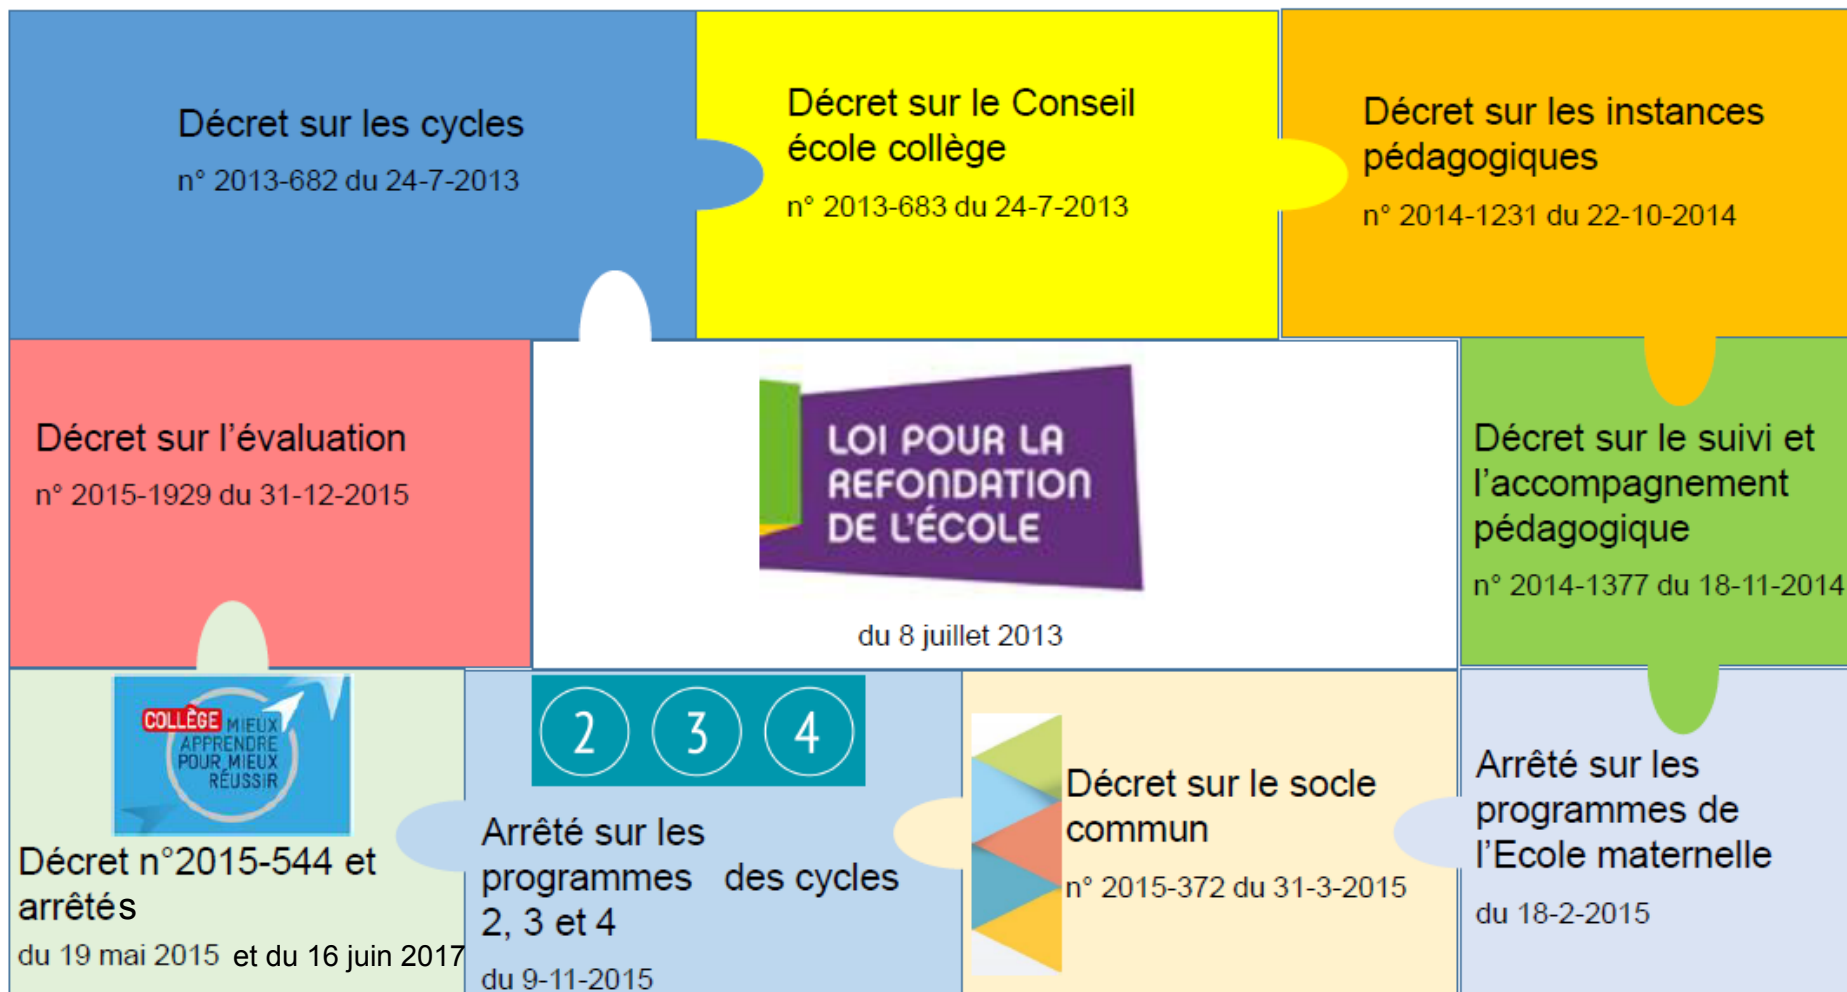 Décret sur les cycles
n° 2013-682 du 24-7-2013
Décret sur le Conseil
école collège
n° 2013-683 du 24-7-2013
Décret sur les instances
pédagogiques
n° 2014-1231 du 22-10-2014
Décret sur l'évaluation
n° 2015-1929 du 31-12-2015
LOI POUR LA
REFONDATION
DE L'ÉCOLE
du 8 juillet 2013
Décret sur le suivi et
l'accompagnement
pédagogique
n° 2014-1377 du 18-11-2014
COLLÈGE MIEUX
APPRENDRE
POUR MIEUX
RÉUSSIR
Décret n°2015-544 et
arrêtés
du 19 mai 2015 et du 16 juin 2017
2 3 4
Arrêté sur les
programmes des cycles
2, 3 et 4
du 9-11-2015
Décret sur le socle
commun
n° 2015-372 du 31-3-2015
Arrêté sur les
programmes de
l'Ecole maternelle
du 18-2-2015